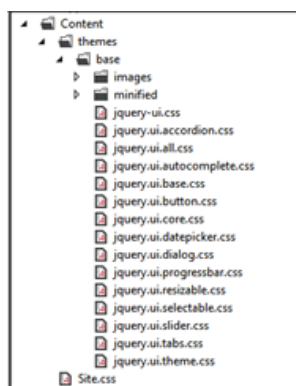 Content
themes
base
images
minified
jquery-ui.css
jquery.ui.accordion.css
jquery.ui.all.css
jquery.ui.autocomplete.css
jquery.ui.base.css
jquery.ui.button.css
jquery.ui.core.css
jquery.ui.datepicker.css
jquery.ui.dialog.css
jquery.ui.progressbar.css
jquery.ui.resizable.css
jquery.ui.selectable.css
jquery.ui.slider.css
jquery.ui.tabs.css
jquery.ui.theme.css
Site.css